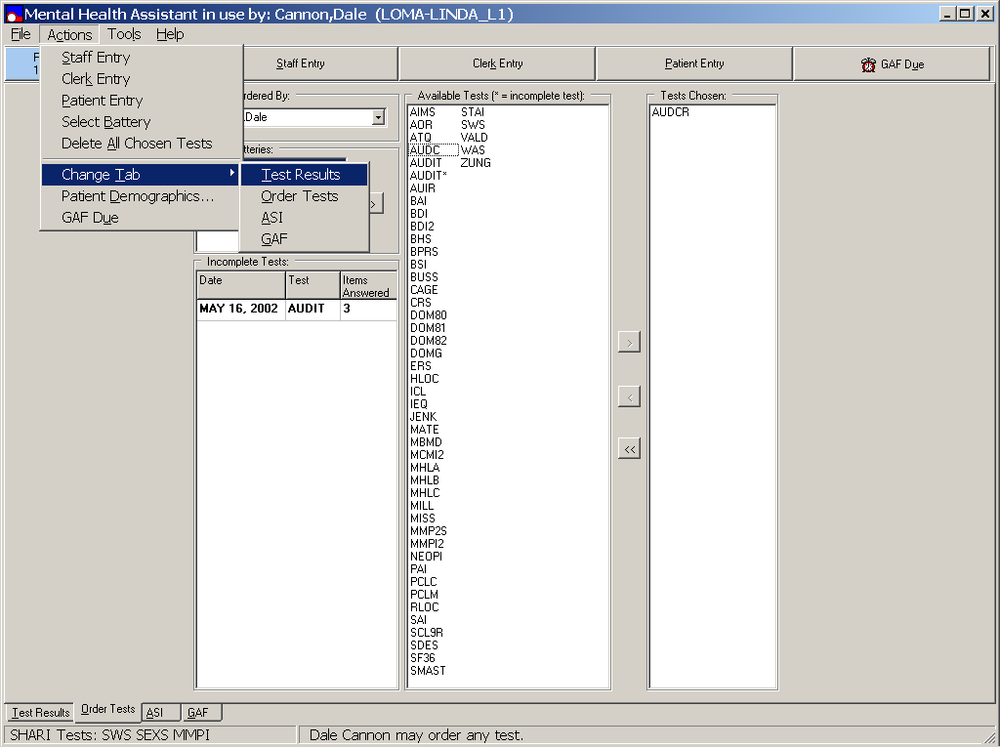 Mental Health Assistant in use by: Cannon,Dale (LOMA-LINDA_L1)
File Actions Tools Help
Staff Entry Clerk Entry Patient Entry GAF Due
Staff Entry
Clerk Entry
Patient Entry
Select Battery
Delete All Chosen Tests
Change Tab
Patient Demographics...
GAF Due
Test Results
Order Tests
ASI
GAF
rdered By:
.Dale
tteries:
Incomplete Tests:
Date Test Items Answered
MAY 16, 2002 AUDIT 3
Available Tests (* = incomplete test):
AIMS STAI
AOR SWS
ATQ VALD
AUDC WAS
AUDIT ZUNG
AUDIT*
AUIR
BAI
BDI
BDI2
BHS
BPRS
BSI
BUSS
CAGE
CRS
DOM80
DOM81
DOM82
DOMG
ERS
HLOC
ICL
IEQ
JENK
MATE
MBMD
MCMI2
MHLA
MHLB
MHLC
MILL
MISS
MMP2S
MMPI2
NEOPI
PAI
PCLC
PCLM
RLOC
SAI
SCL9R
SDES
SF36
SMAST
>
<
<<
Tests Chosen:
AUDCR
Test Results Order Tests ASI GAF
SHARI Tests: SWS SEXS MMPI Dale Cannon may order any test.